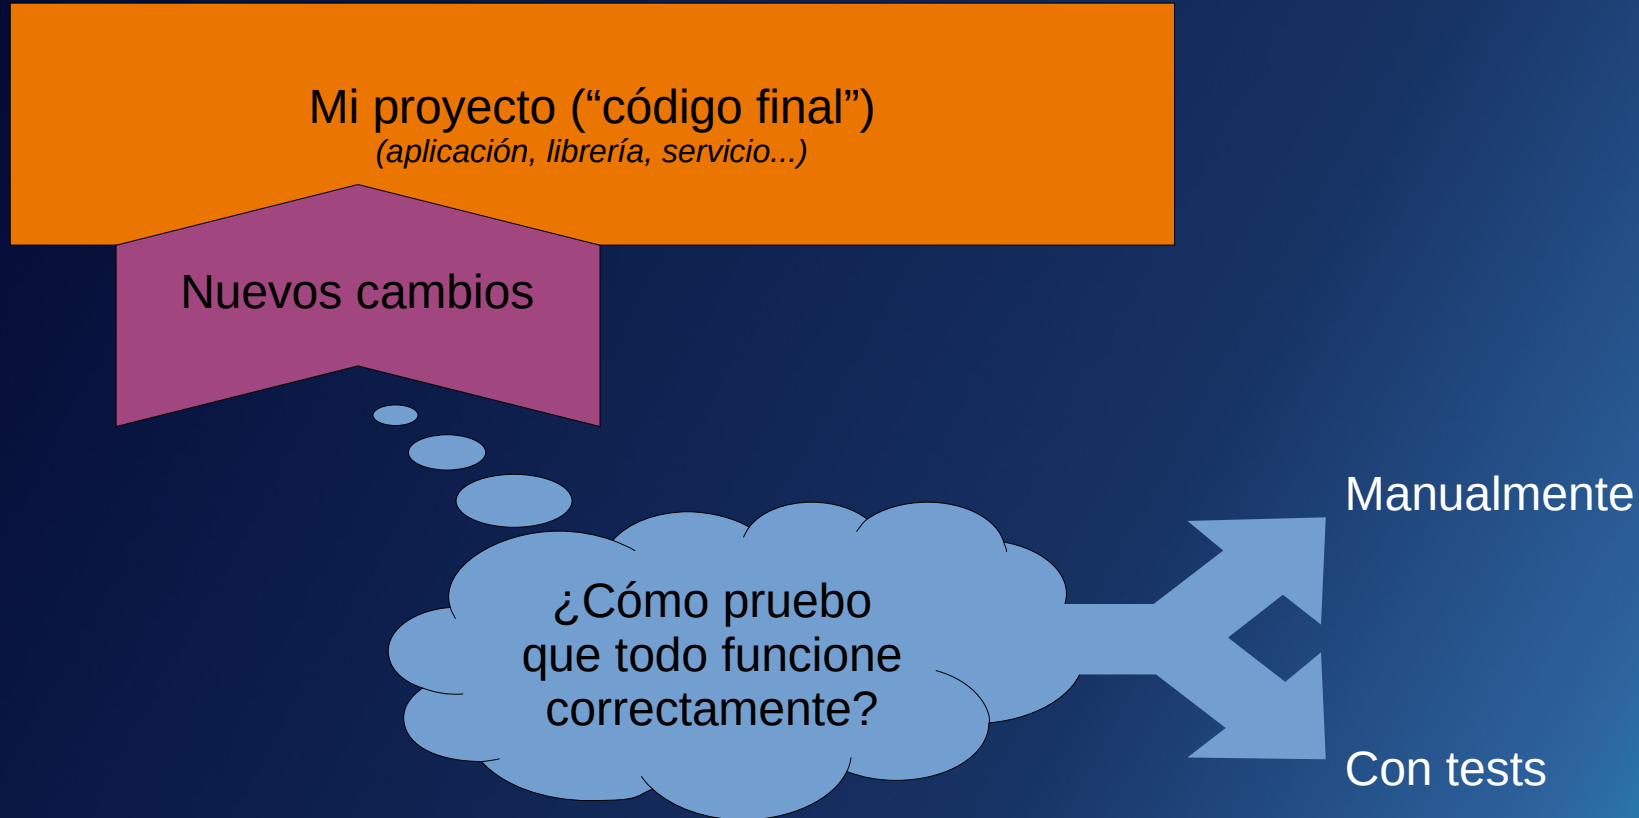 Mi proyecto (“código final”)
(aplicación, librería, servicio...)
Nuevos cambios
Manualmente
¿Cómo pruebo
que todo funcione
correctamente?
Con tests